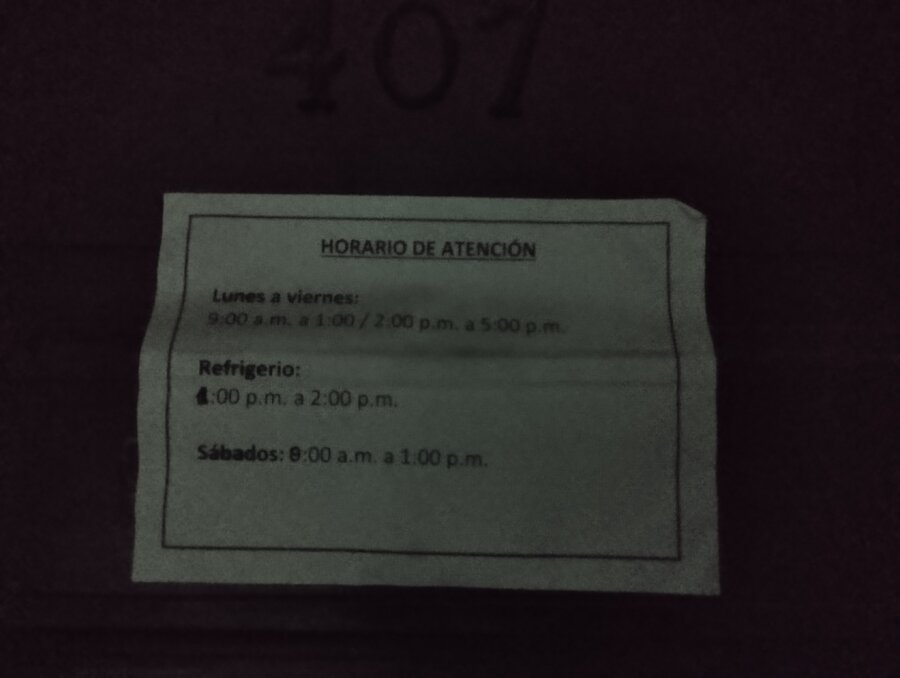 407
HORARIO DE ATENCIÓN
Lunes a viernes:
9:00 a.m. a 1:00 / 2:00 p.m. a 5:00 p.m.
Refrigerio:
1:00 p.m. a 2:00 p.m.
Sábados: 9:00 a.m. a 1:00 p.m.